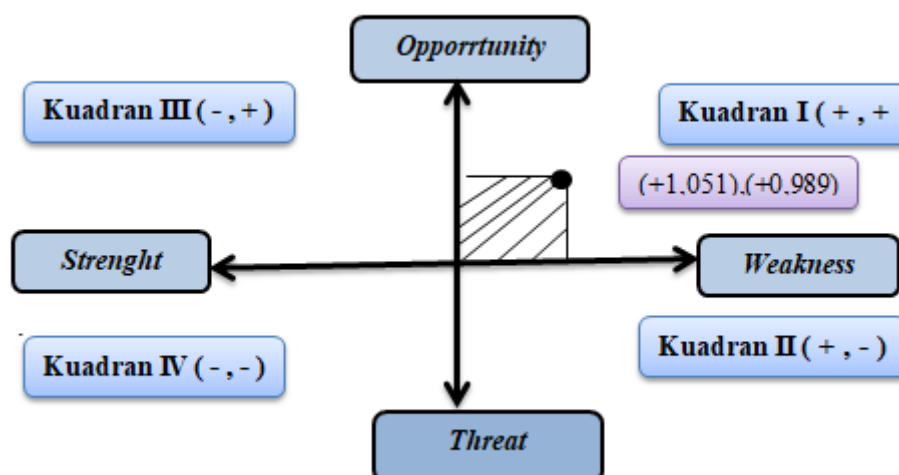 Opporrtunity
Kuadran III ( - , + )
Kuadran I ( + , +
(+1,051),(+0,989)
Strenght
Weakness
Kuadran IV ( - , - )
Kuadran II ( + , - )
Threat